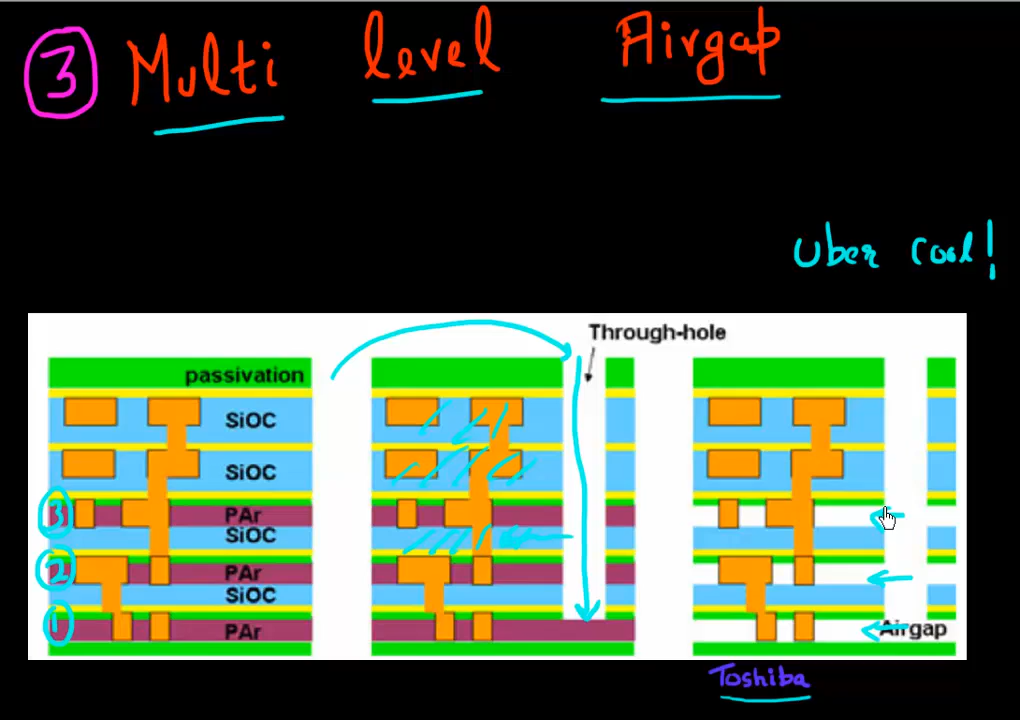 3 Multi level Airgap
Uber cool!
Through-hole
passivation
SiOC
SiOC
3 PAr
SiOC
2 PAr
SiOC
1 PAr
Airgap
Toshiba